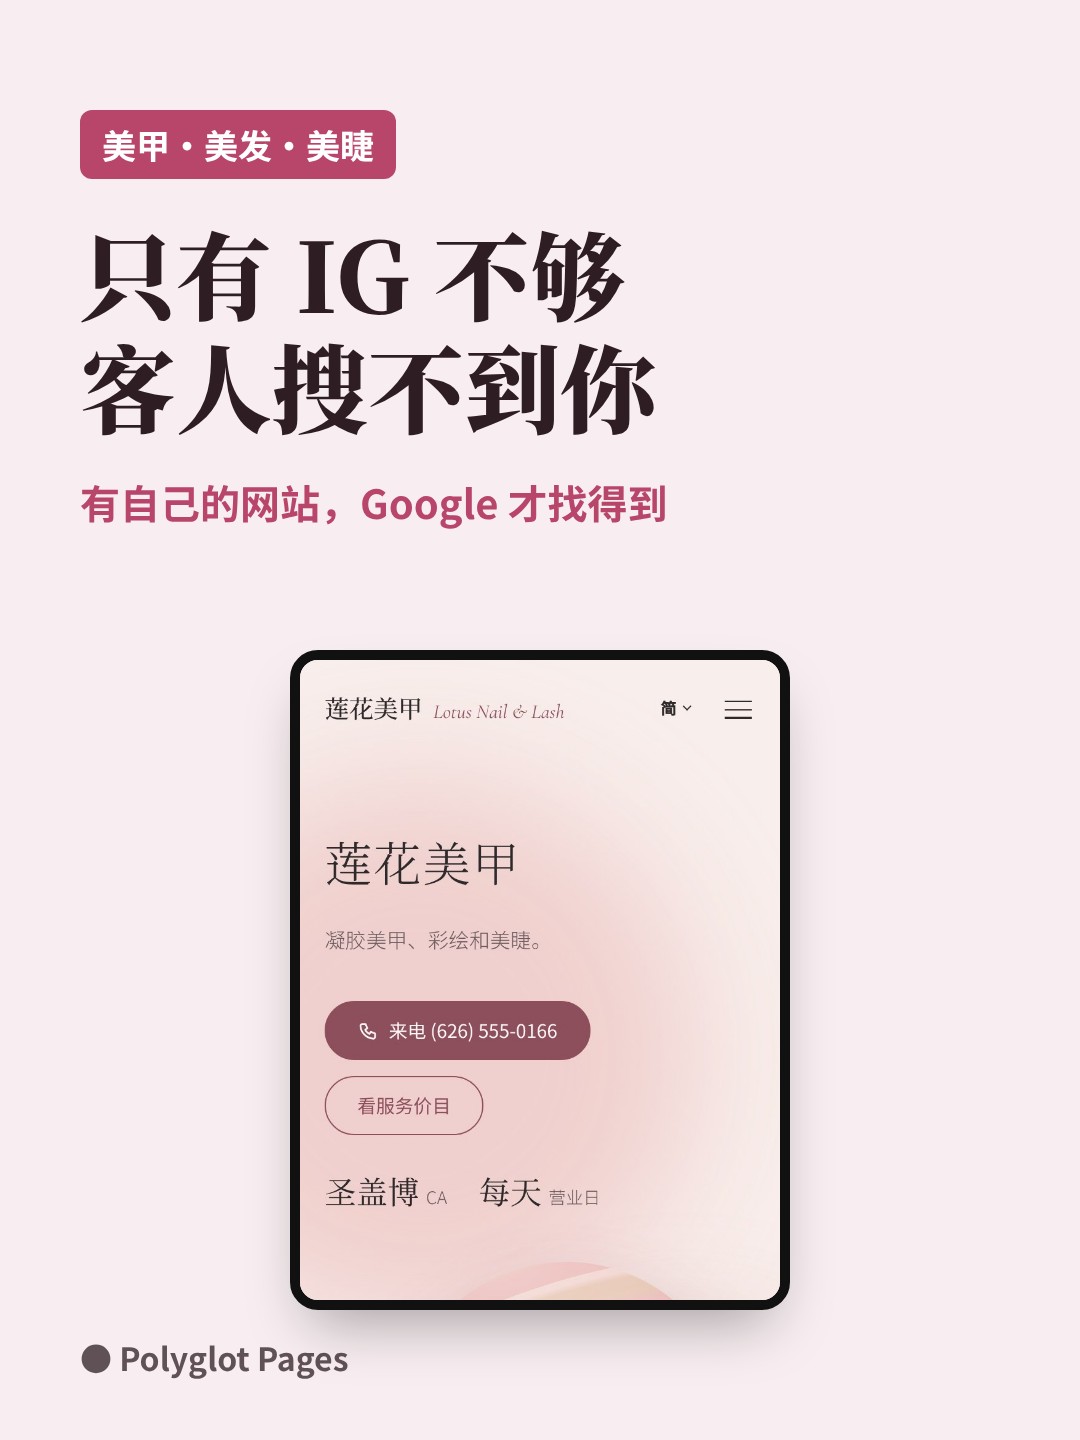 美甲・美发・美睫
只有 IG 不够
客人搜不到你
有自己的网站，Google 才找得到
莲花美甲 Lotus Nail & Lash 简
莲花美甲
凝胶美甲、彩绘和美睫。
来电 (626) 555-0166
看服务价目
圣盖博 CA 每天 营业日
Polyglot Pages